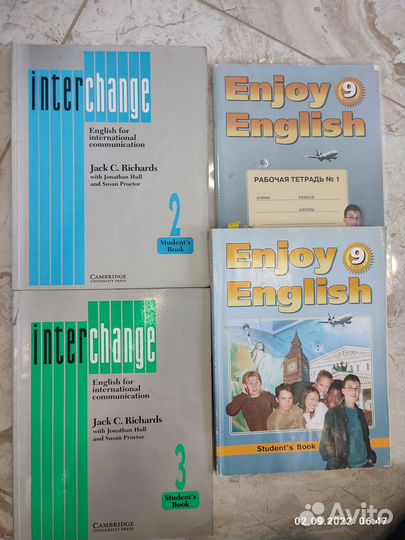 interchange
English for
international
communication
Jack C. Richards
with Jonathan Hull
and Susan Proctor
2
Student's Book
CAMBRIDGE
UNIVERSITY PRESS
Enjoy 9
English
РАБОЧАЯ ТЕТРАДЬ № 1
класса
школы
interchange
English for
international
communication
Jack C. Richards
with Jonathan Hull
and Susan Proctor
3
Student's Book
CAMBRIDGE
UNIVERSITY PRESS
Enjoy 9
English
Student's Book
02.09.2022 06:47
Avito